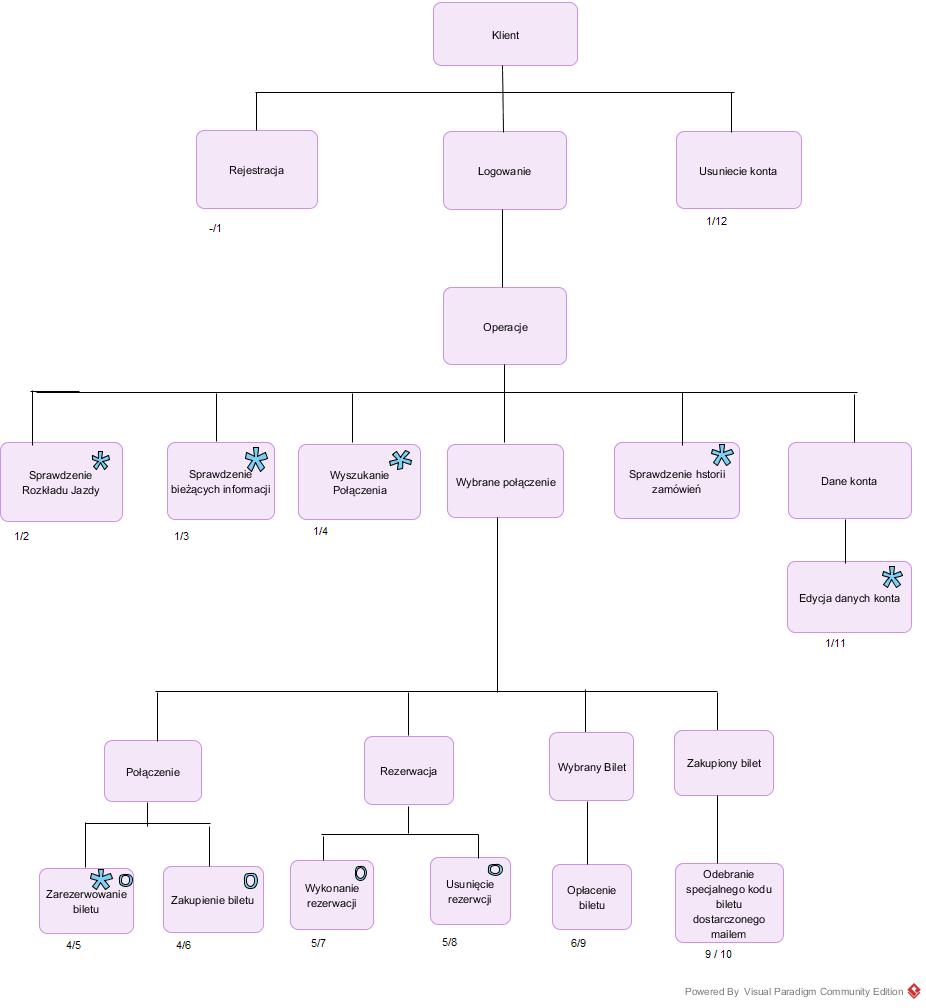 Klient
Rejestracja
Logowanie
Usuniecie konta
-/1
1/12
Operacje
Sprawdzenie
Rozkładu Jazdy
Sprawdzenie
bieżących informacji
Wyszukanie
Połączenia
Wybrane połączenie
Sprawdzenie hstorii
zamówień
Dane konta
1/2
1/3
1/4
Edycja danych konta
1/11
Połączenie
Rezerwacja
Wybrany Bilet
Zakupiony bilet
Zarezerwowanie
biletu
Zakupienie biletu
Wykonanie
rezerwacji
Usunięcie
rezerwcji
Opłacenie
biletu
Odebranie
specjalnego kodu
biletu
dostarczonego
mailem
4/5
4/6
5/7
5/8
6/9
9 / 10
Powered By Visual Paradigm Community Edition